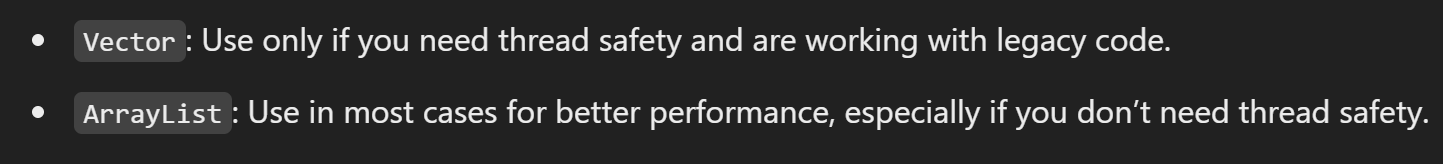 • Vector: Use only if you need thread safety and are working with legacy code.
• ArrayList: Use in most cases for better performance, especially if you don’t need thread safety.